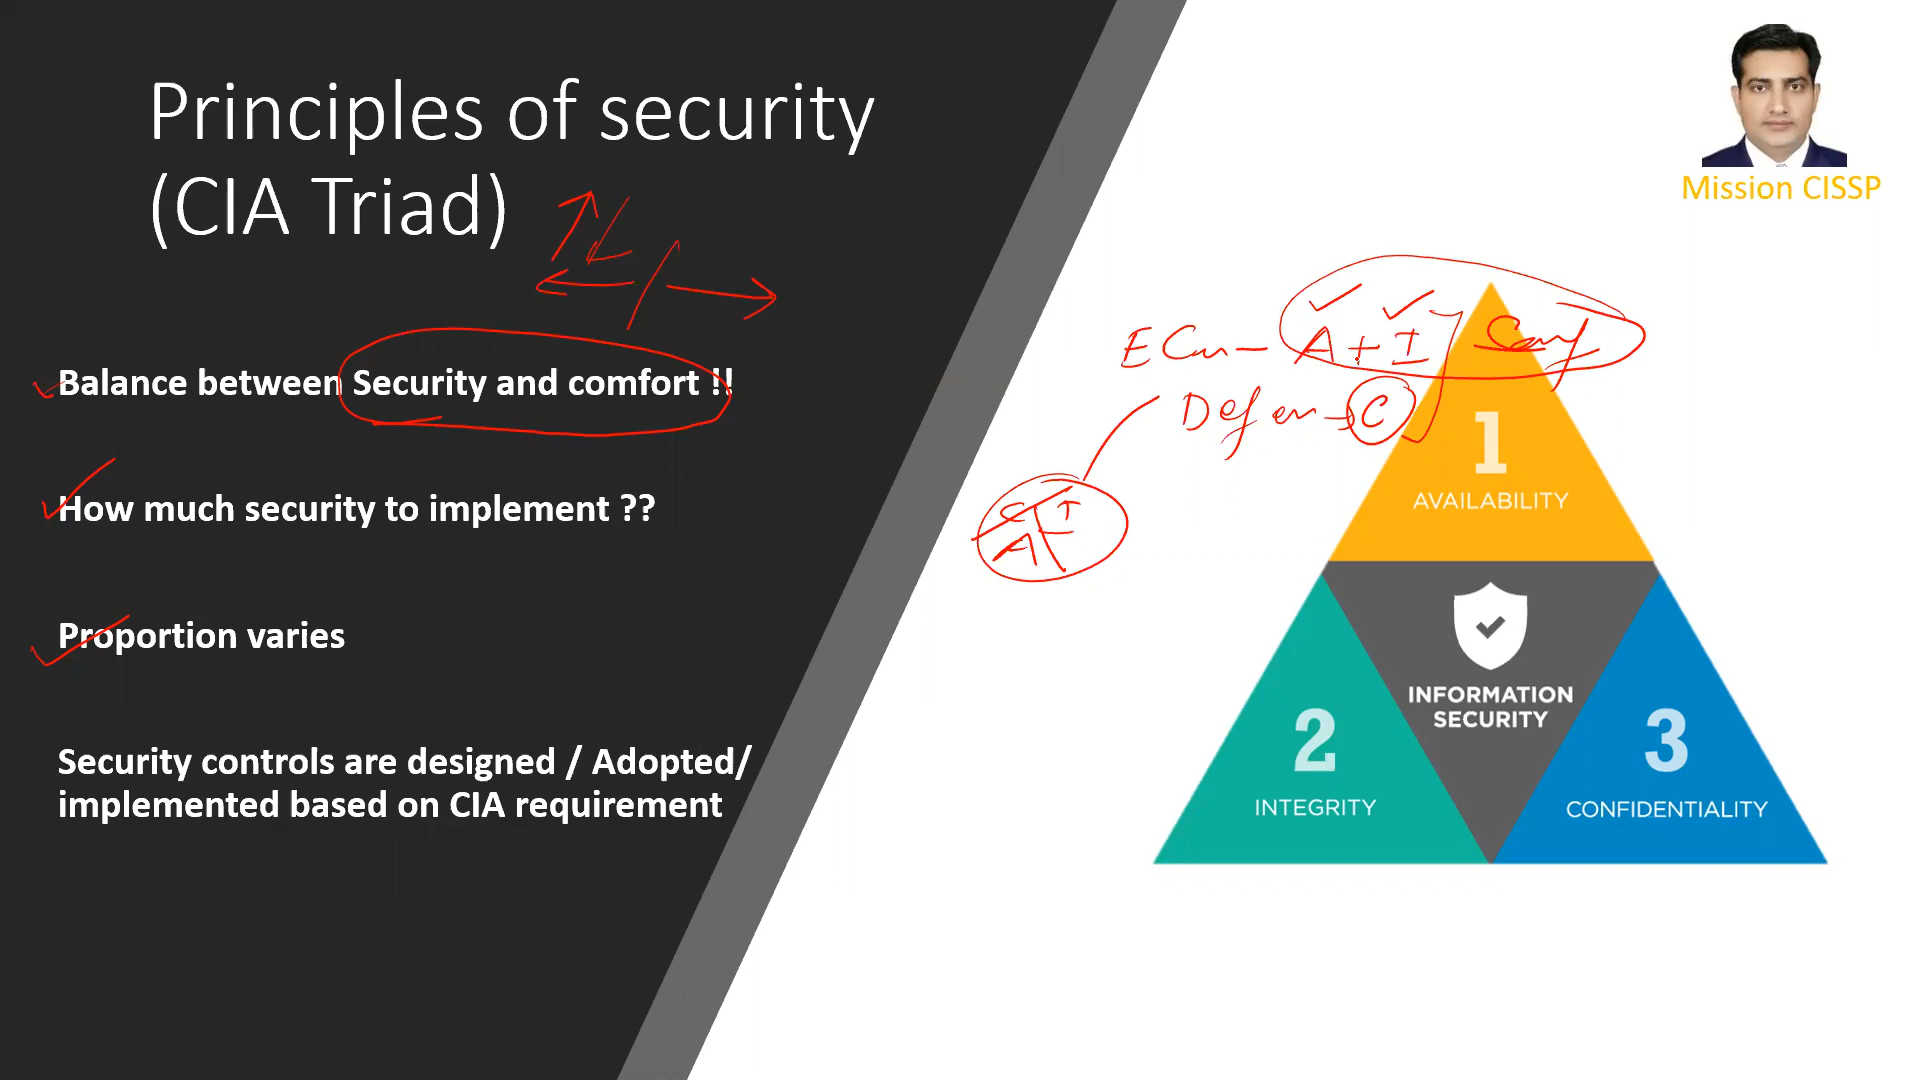 Principles of security
(CIA Triad)
Balance between Security and comfort !!
How much security to implement ??
Proportion varies
Security controls are designed / Adopted/
implemented based on CIA requirement
Mission CISSP
A + I
C
C I
A
1
AVAILABILITY
INFORMATION
SECURITY
2
INTEGRITY
3
CONFIDENTIALITY